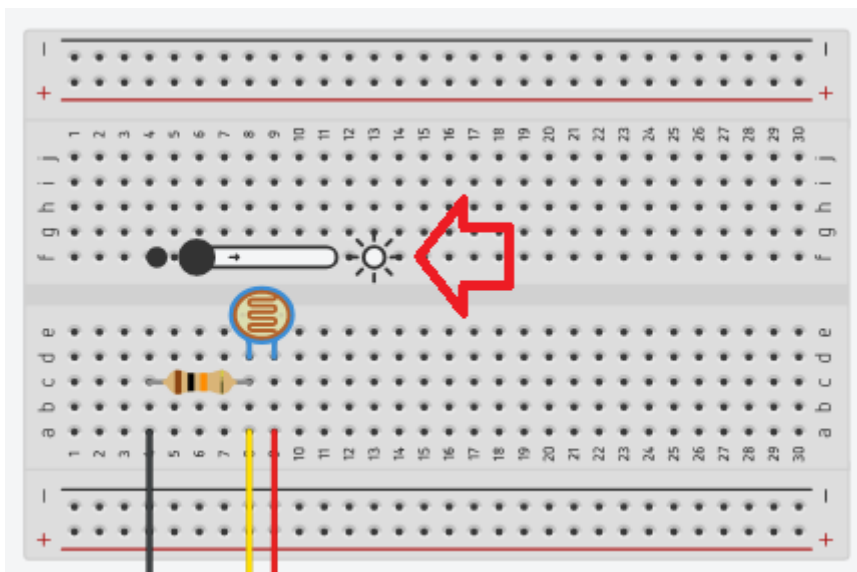 - -
+ +
1 2 3 4 5 6 7 8 9 10 11 12 13 14 15 16 17 18 19 20 21 22 23 24 25 26 27 28 29 30
j j
i i
h h
g g
f f
e e
d d
c c
b b
a a
1 2 3 4 5 6 7 8 9 10 11 12 13 14 15 16 17 18 19 20 21 22 23 24 25 26 27 28 29 30
- -
+ +